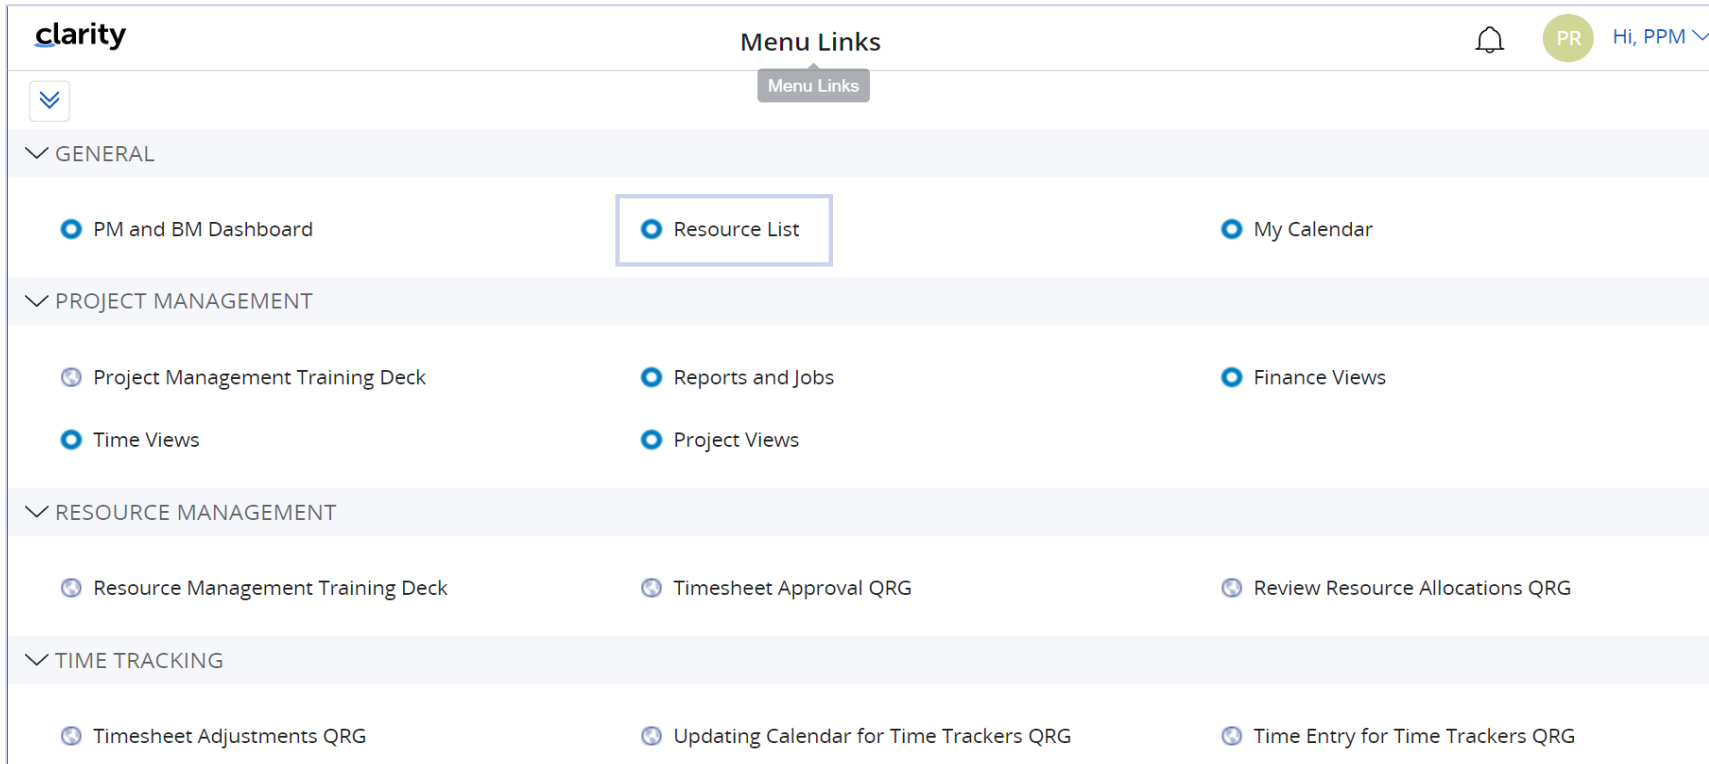 clarity
Menu Links
PR
Hi, PPM
Menu Links
GENERAL
PM and BM Dashboard
Resource List
My Calendar
PROJECT MANAGEMENT
Project Management Training Deck
Reports and Jobs
Finance Views
Time Views
Project Views
RESOURCE MANAGEMENT
Resource Management Training Deck
Timesheet Approval QRG
Review Resource Allocations QRG
TIME TRACKING
Timesheet Adjustments QRG
Updating Calendar for Time Trackers QRG
Time Entry for Time Trackers QRG